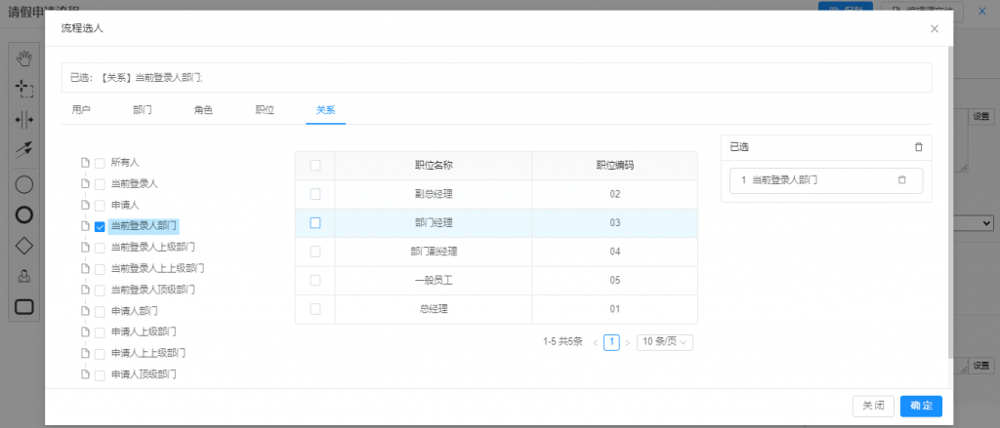 请假申请流程
流程选人
已选: 【关系】当前登录人部门;
用户 部门 角色 职位 关系
所有人
当前登录人
申请人
当前登录人部门
当前登录人上级部门
当前登录人上上级部门
当前登录人顶级部门
申请人部门
申请人上级部门
申请人上上级部门
申请人顶级部门
职位名称 职位编码
副总经理 02
部门经理 03
部门副经理 04
一般员工 05
总经理 01
1-5 共5条 1 10 条/页
已选
1 当前登录人部门
设置
设置
关 闭 确 定